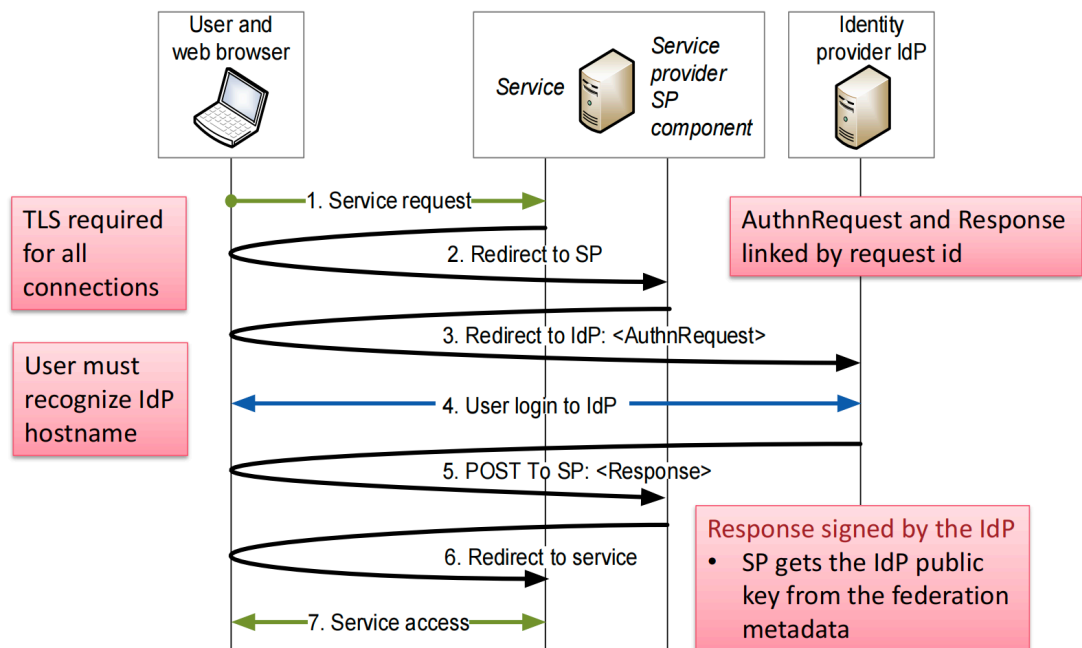 User and
web browser
Service
Service
provider
SP
component
Identity
provider IdP
1. Service request
TLS required
for all
connections
AuthnRequest and Response
linked by request id
2. Redirect to SP
3. Redirect to IdP: <AuthnRequest>
User must
recognize IdP
hostname
4. User login to IdP
5. POST To SP: <Response>
Response signed by the IdP
• SP gets the IdP public
key from the federation
metadata
6. Redirect to service
7. Service access